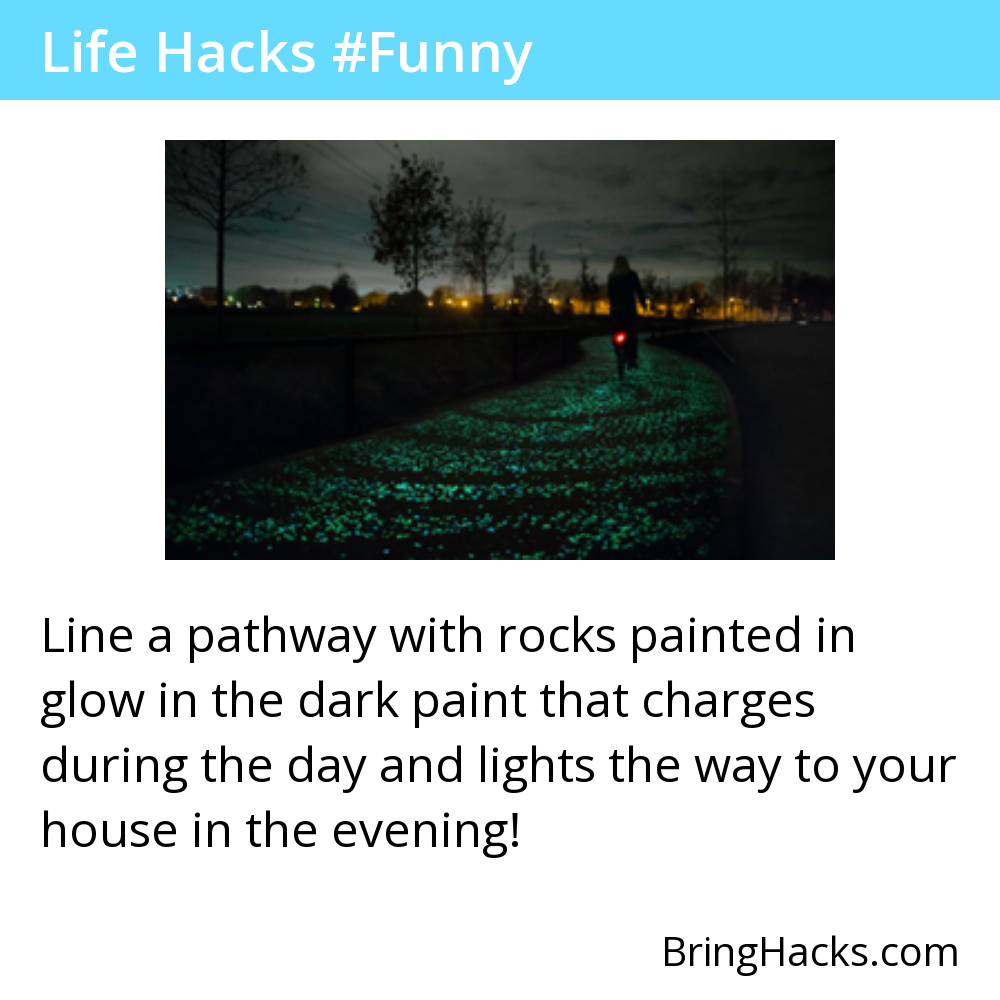 Life Hacks #Funny
Line a pathway with rocks painted in
glow in the dark paint that charges
during the day and lights the way to your
house in the evening!
BringHacks.com